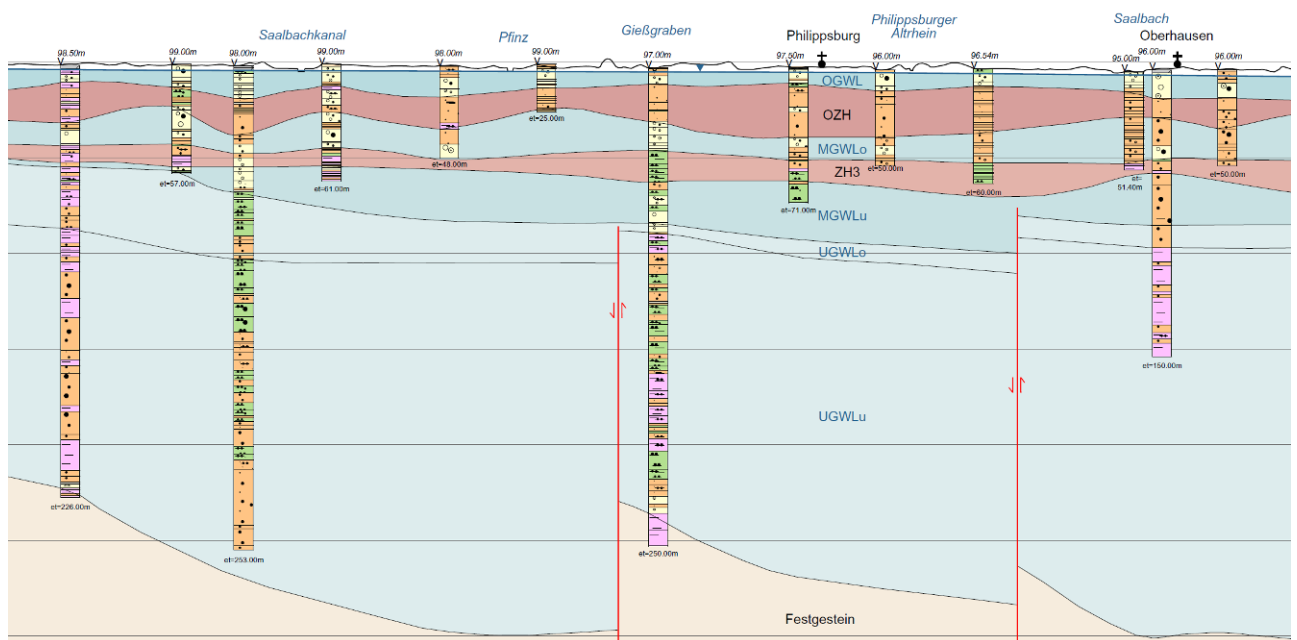 Saalbachkanal
Pfinz
Gießgraben
Philippsburg
Philippsburger
Altrhein
Saalbach
Oberhausen
98.50m
99.00m
98.00m
99.00m
98.00m
99.00m
97.00m
97.50m
96.00m
96.54m
95.00m
96.00m
96.00m
OGWL
OZH
MGWLo
ZH3
MGWLu
UGWLo
UGWLu
Festgestein
et=25.00m
et=48.00m
et=57.00m
et=61.00m
et=71.00m
et=50.00m
et=60.00m
et=
51.40m
et=50.00m
et=150.00m
et=226.00m
et=253.00m
et=250.00m